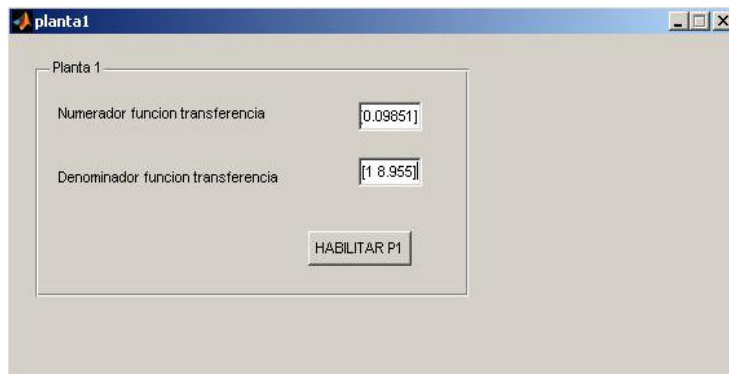 planta1
Planta 1
Numerador funcion transferencia
[0.09851]
Denominador funcion transferencia
[1 8.955]
HABILITAR P1